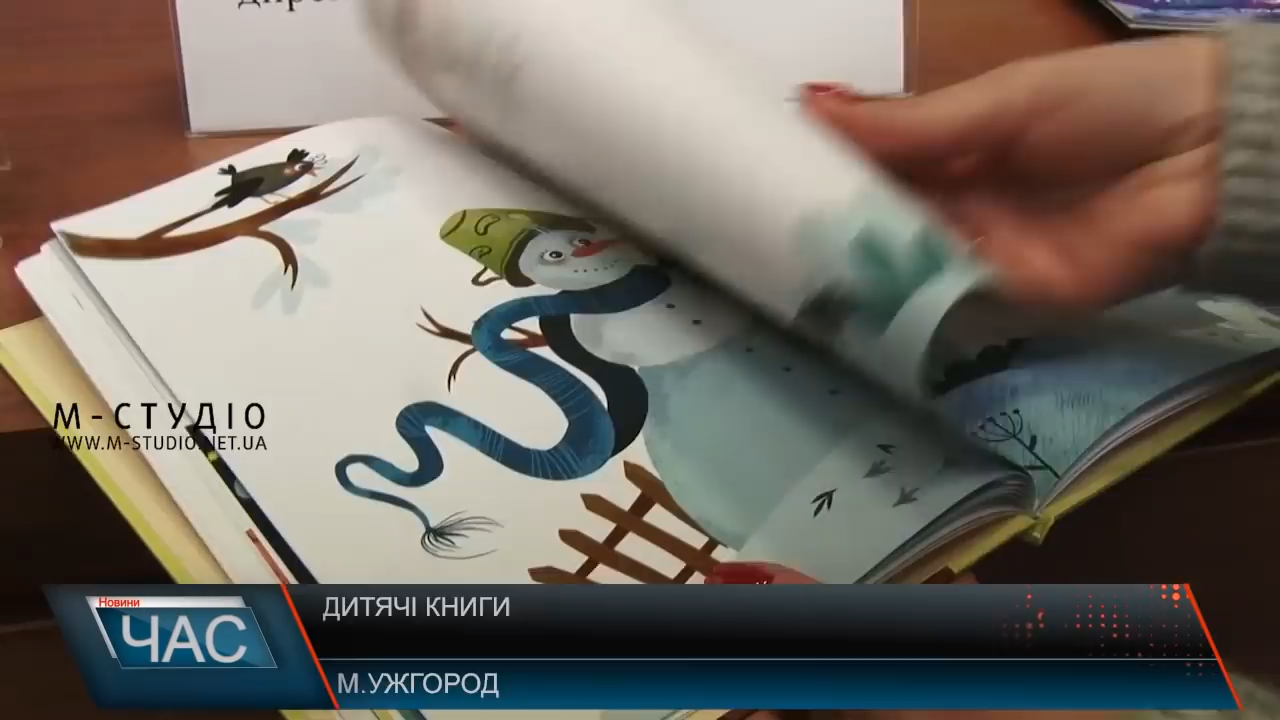 М-СТУДІО
WWW.M-STUDIO.NET.UA
Новини
ЧАС
ДИТЯЧІ КНИГИ
М.УЖГОРОД